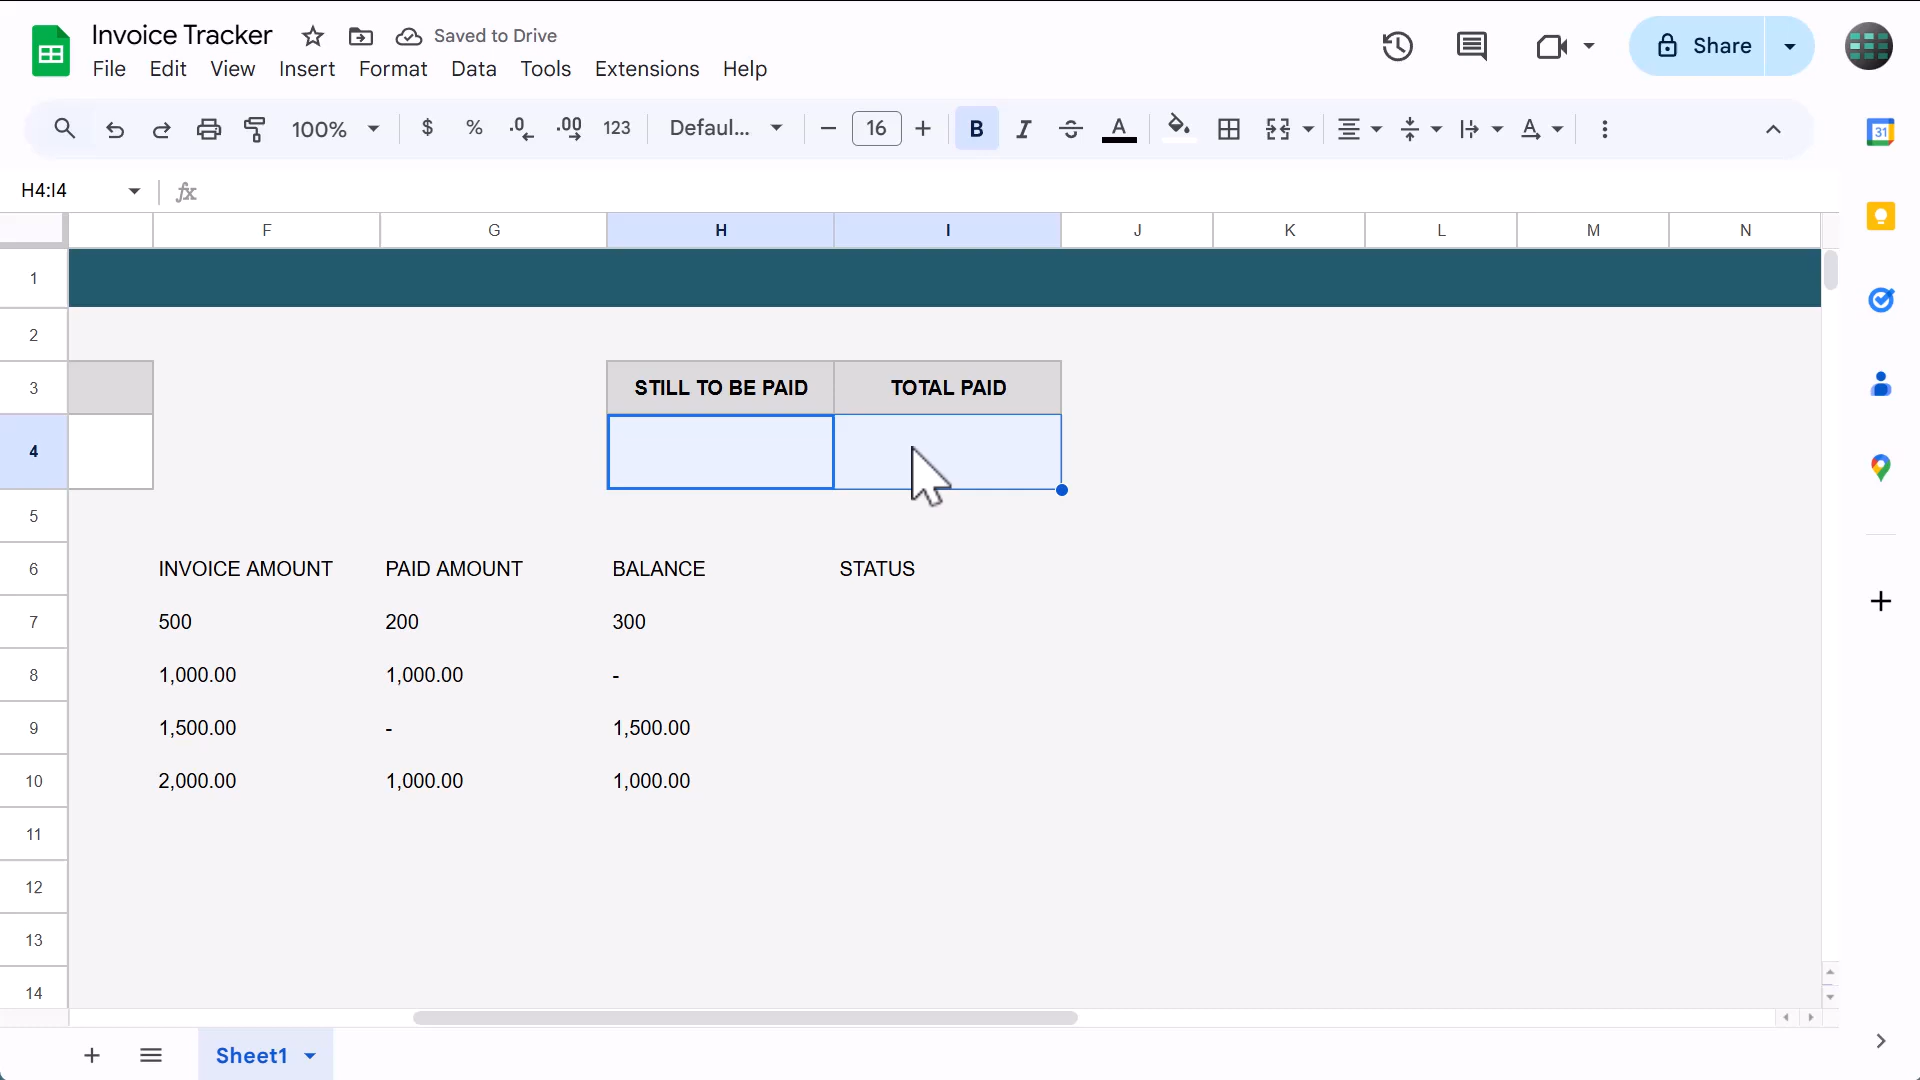 Invoice Tracker
Saved to Drive
File Edit View Insert Format Data Tools Extensions Help
Share
100% $ % .0 .00 123 Defaul... 16 B I A
31
H4:I4 fx
F G H I J K L M N
1
2
3 STILL TO BE PAID TOTAL PAID
4
5
6 INVOICE AMOUNT PAID AMOUNT BALANCE STATUS
7 500 200 300
8 1,000.00 1,000.00 -
9 1,500.00 - 1,500.00
10 2,000.00 1,000.00 1,000.00
11
12
13
14
Sheet1